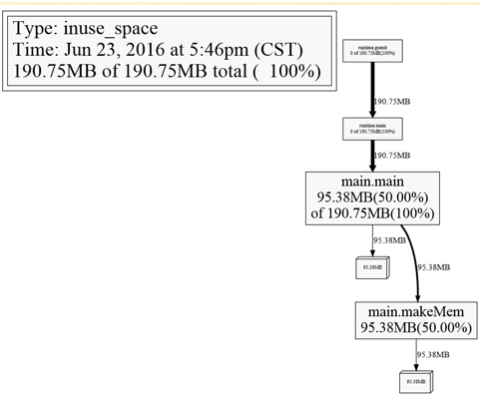 Type: inuse_space
Time: Jun 23, 2016 at 5:46pm (CST)
190.75MB of 190.75MB total ( 100%)
runtime.goexit
0 of 190.75MB(100%)
190.75MB
runtime.main
0 of 190.75MB(100%)
190.75MB
main.main
95.38MB(50.00%)
of 190.75MB(100%)
95.38MB
95.38MB
95.38MB
main.makeMem
95.38MB(50.00%)
95.38MB
95.38MB